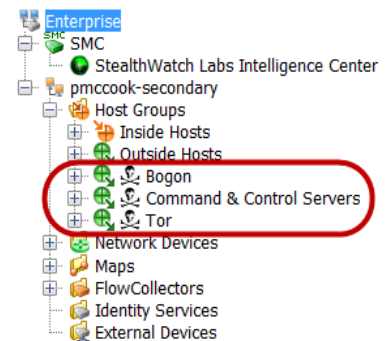 Enterprise
SMC
SMC
StealthWatch Labs Intelligence Center
pmccook-secondary
Host Groups
Inside Hosts
Outside Hosts
Bogon
Command & Control Servers
Tor
Network Devices
Maps
FlowCollectors
Identity Services
External Devices